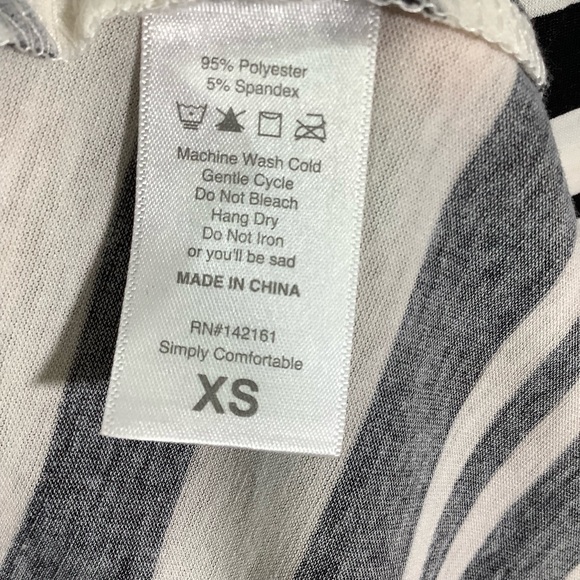 95% Polyester
5% Spandex
Machine Wash Cold
Gentle Cycle
Do Not Bleach
Hang Dry
Do Not Iron
or you'll be sad
MADE IN CHINA
RN#142161
Simply Comfortable
XS